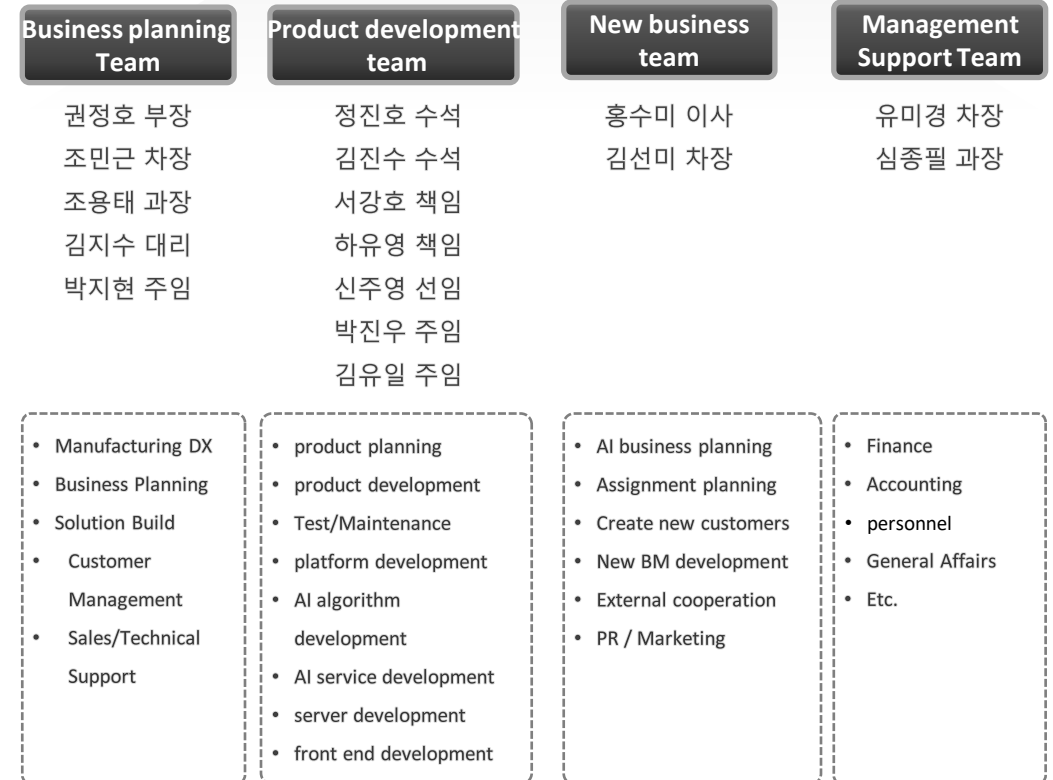 Business planning
Team
Product development
team
New business
team
Management
Support Team
권정호 부장
조민근 차장
조용태 과장
김지수 대리
박지현 주임
정진호 수석
김진수 수석
서강호 책임
하유영 책임
신주영 선임
박진우 주임
김유일 주임
홍수미 이사
김선미 차장
유미경 차장
심종필 과장
• Manufacturing DX
• Business Planning
• Solution Build
• Customer
Management
• Sales/Technical
Support
• product planning
• product development
• Test/Maintenance
• platform development
• AI algorithm
development
• AI service development
• server development
• front end development
• AI business planning
• Assignment planning
• Create new customers
• New BM development
• External cooperation
• PR / Marketing
• Finance
• Accounting
• personnel
• General Affairs
• Etc.